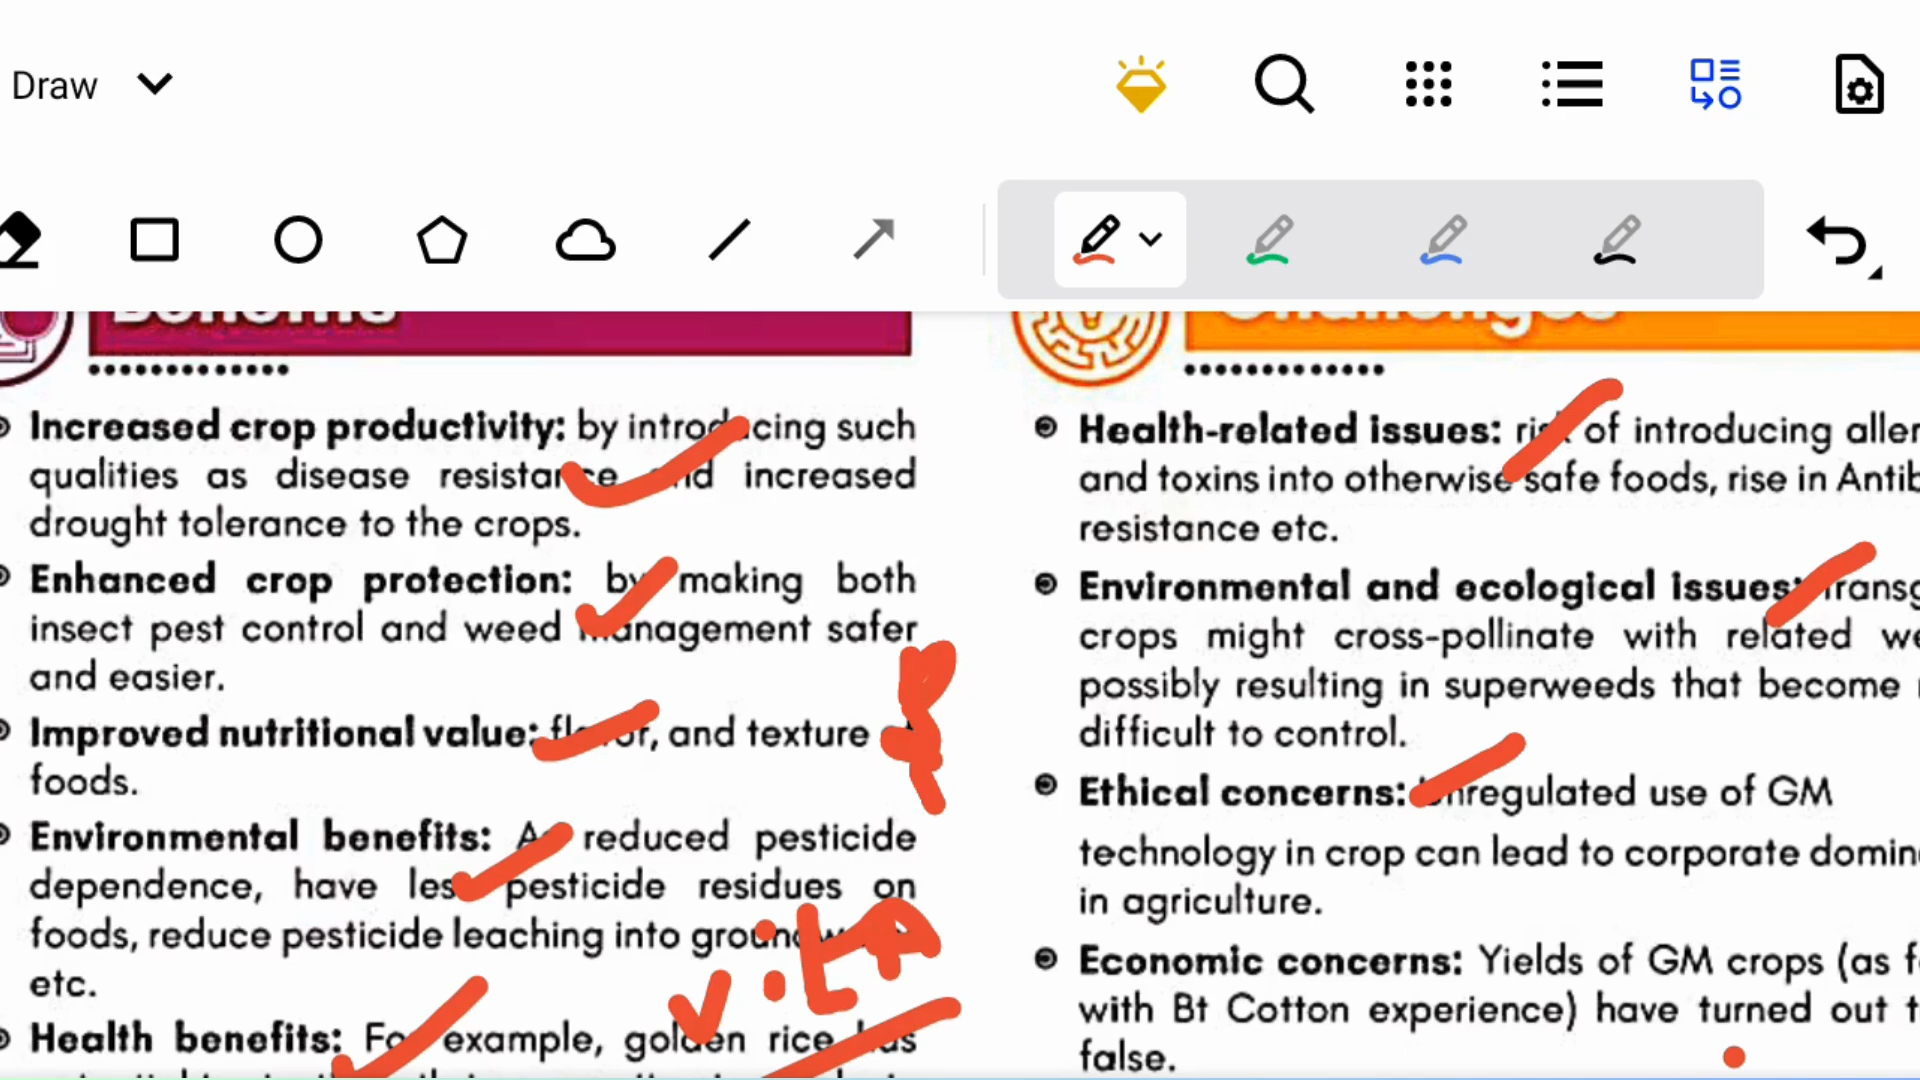 Draw
Benefits
Increased crop productivity: by introducing such
qualities as disease resistance and increased
drought tolerance to the crops.
Enhanced crop protection: by making both
insect pest control and weed management safer
and easier.
Improved nutritional value: flavor, and texture of
foods.
Environmental benefits: As reduced pesticide
dependence, have less pesticide residues on
foods, reduce pesticide leaching into groundwater
etc.
Health benefits: For example, golden rice has
vit A
Challenges
Health-related issues: risk of introducing aller
and toxins into otherwise safe foods, rise in Antib
resistance etc.
Environmental and ecological issues: Transg
crops might cross-pollinate with related we
possibly resulting in superweeds that become
difficult to control.
Ethical concerns: Unregulated use of GM
technology in crop can lead to corporate domin
in agriculture.
Economic concerns: Yields of GM crops (as f
with Bt Cotton experience) have turned out t
false.